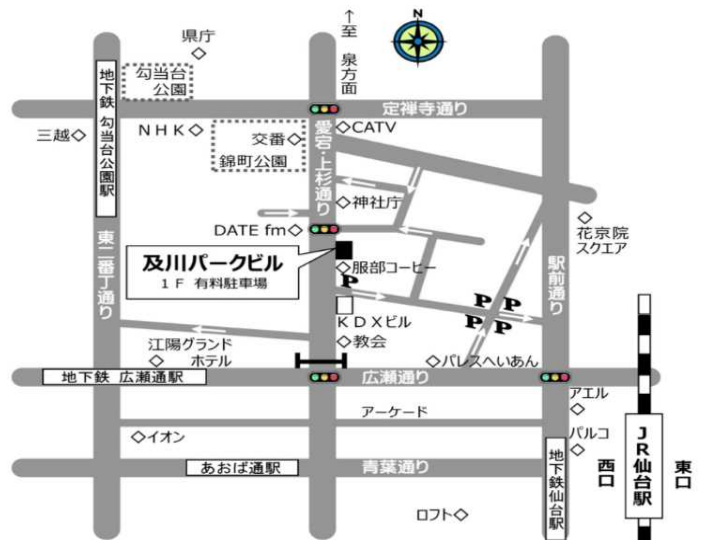 ↑至 泉方面
N
県庁
勾当台
公園
地下鉄 勾当台公園駅
定禅寺通り
三越
NHK
交番
錦町公園
CATV
愛宕・上杉通り
神社庁
DATE fm
花京院
スクエア
及川パークビル
1F 有料駐車場
服部コーヒー
東二番丁通り
駅前通り
P
P
P
P
P
KDXビル
教会
江陽グランド
ホテル
パレスへいあん
地下鉄 広瀬通駅
広瀬通り
アエル
アーケード
パルコ
イオン
あおば通駅
青葉通り
地下鉄仙台駅
西口
JR仙台駅
東口
ロフト